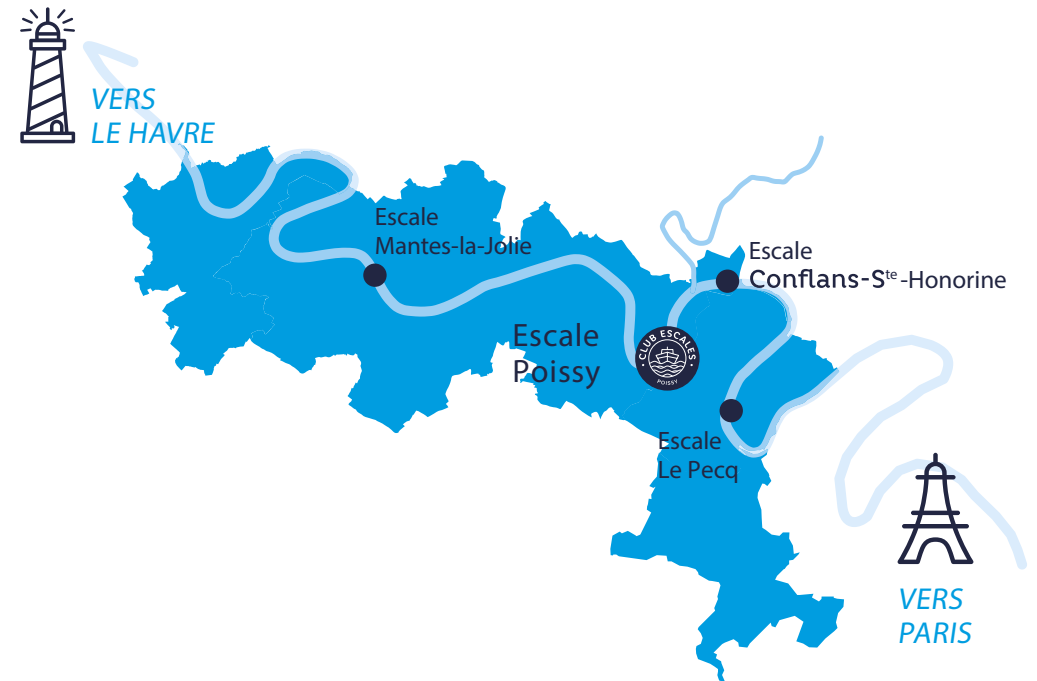 VERS
LE HAVRE
Escale
Mantes-la-Jolie
Escale
Conflans-Sᵗᵉ-Honorine
Escale
Poissy
CLUB ESCALES
POISSY
Escale
Le Pecq
VERS
PARIS